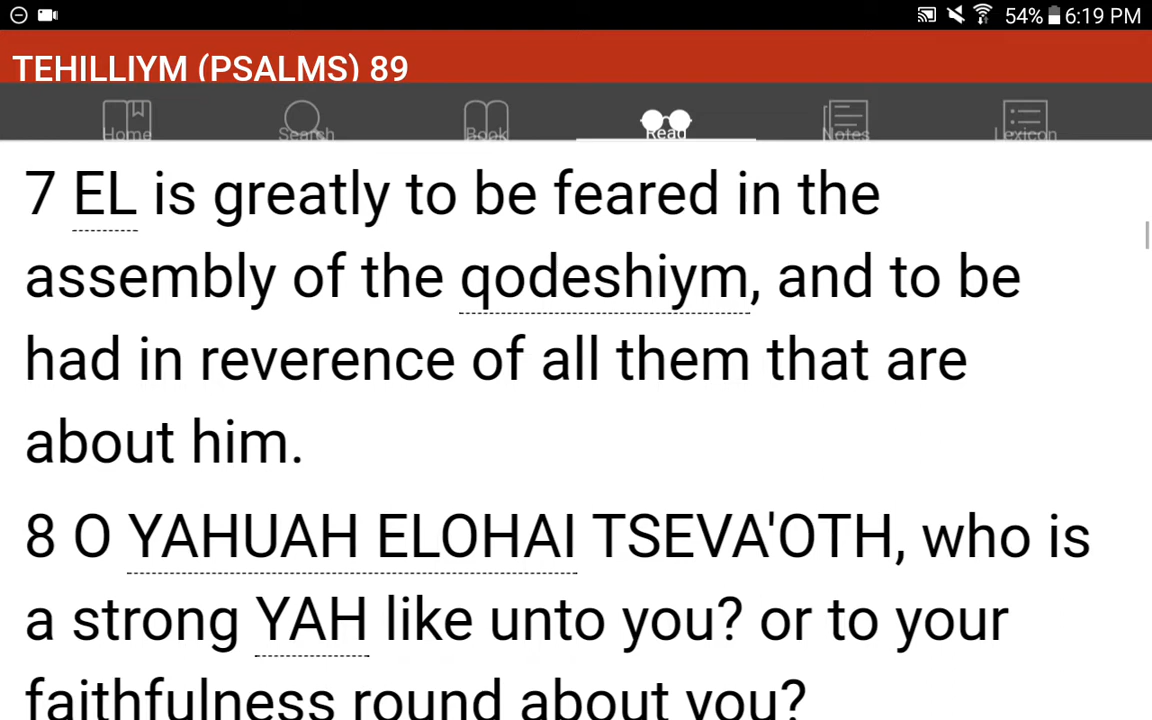 54% 6:19 PM
TEHILLIYM (PSALMS) 89
Home Search Book Read Notes Lexicon
7 EL is greatly to be feared in the
assembly of the qodeshiym, and to be
had in reverence of all them that are
about him.
8 O YAHUAH ELOHAI TSEVA'OTH, who is
a strong YAH like unto you? or to your
faithfulness round about you?